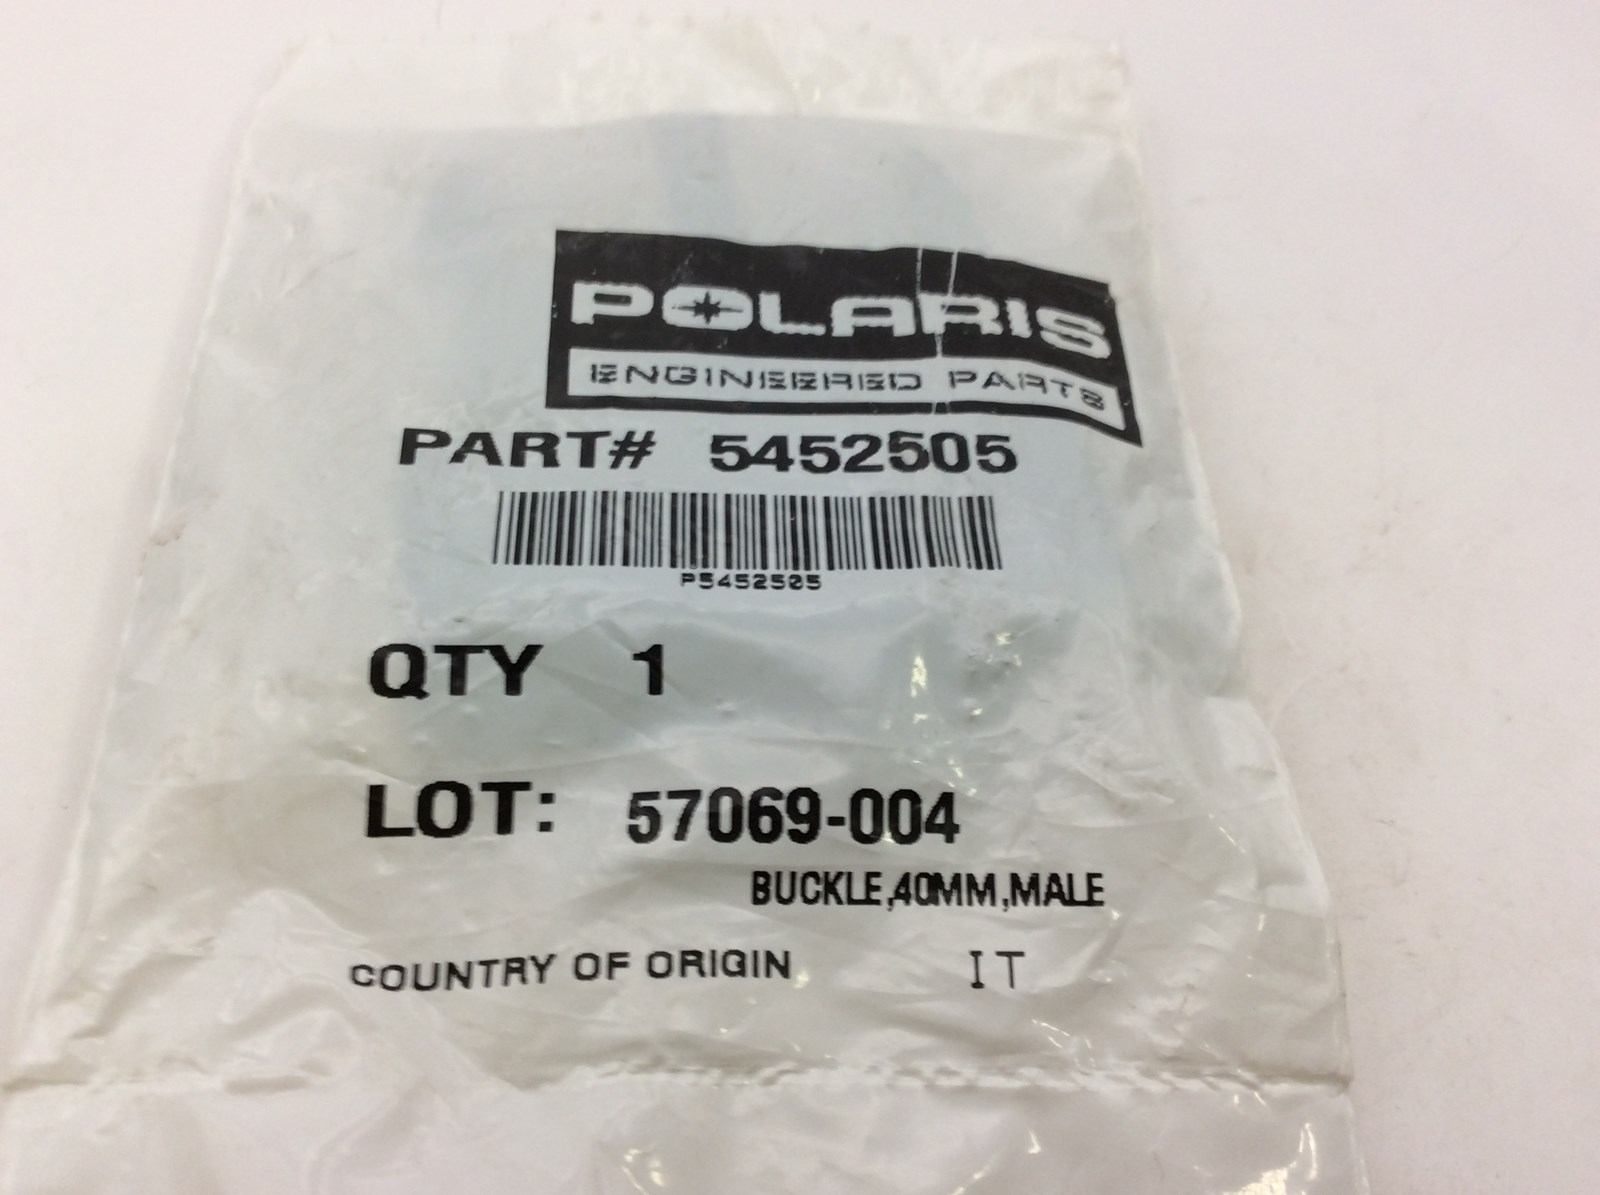 POLARIS
ENGINEERED PARTS
PART# 5452505
P5452505
QTY 1
LOT: 57069-004
BUCKLE,40MM,MALE
COUNTRY OF ORIGIN IT